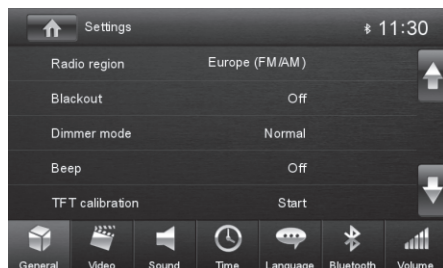 Settings 11:30
Radio region Europe (FM/AM)
Blackout Off
Dimmer mode Normal
Beep Off
TFT calibration Start
General Video Sound Time Language Bluetooth Volume